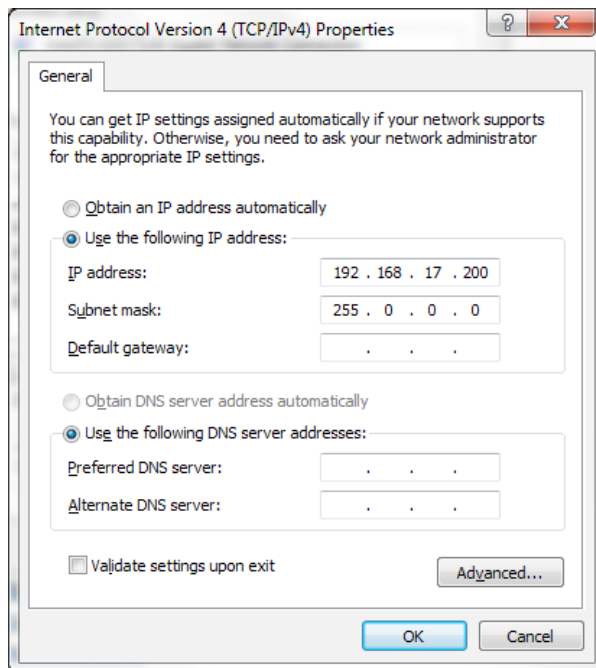 Internet Protocol Version 4 (TCP/IPv4) Properties
?
General
You can get IP settings assigned automatically if your network supports
this capability. Otherwise, you need to ask your network administrator
for the appropriate IP settings.
Obtain an IP address automatically
Use the following IP address:
IP address: 192 . 168 . 17 . 200
Subnet mask: 255 . 0 . 0 . 0
Default gateway: . . .
Obtain DNS server address automatically
Use the following DNS server addresses:
Preferred DNS server: . . .
Alternate DNS server: . . .
Validate settings upon exit
Advanced...
OK Cancel